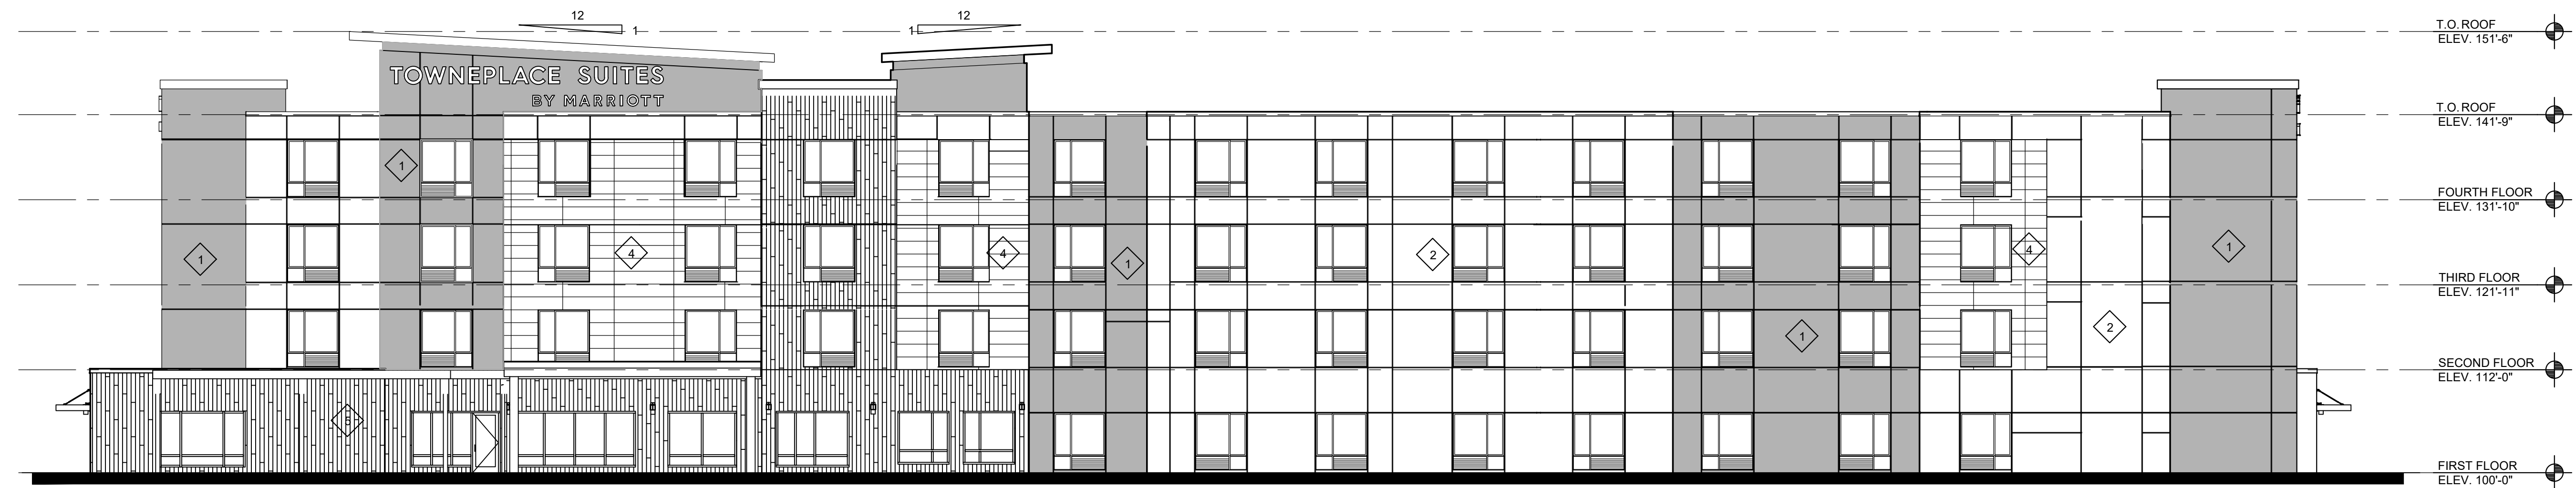 12
1
12
1
T.O. ROOF
ELEV. 151'-6"
TOWNEPLACE SUITES
BY MARRIOTT
T.O. ROOF
ELEV. 141'-9"
1
FOURTH FLOOR
ELEV. 131'-10"
1
4
4
1
2
4
1
THIRD FLOOR
ELEV. 121'-11"
1
2
SECOND FLOOR
ELEV. 112'-0"
FIRST FLOOR
ELEV. 100'-0"